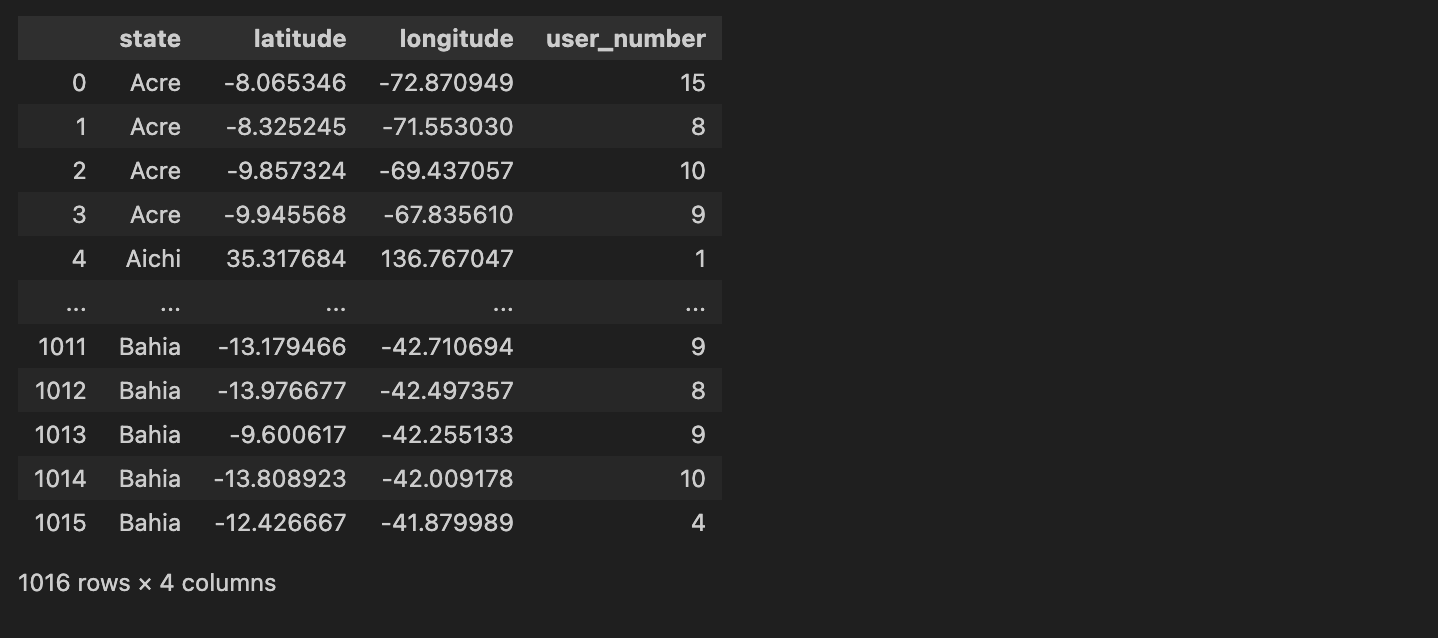 state latitude longitude user_number
0 Acre -8.065346 -72.870949 15
1 Acre -8.325245 -71.553030 8
2 Acre -9.857324 -69.437057 10
3 Acre -9.945568 -67.835610 9
4 Aichi 35.317684 136.767047 1
... ... ... ... ...
1011 Bahia -13.179466 -42.710694 9
1012 Bahia -13.976677 -42.497357 8
1013 Bahia -9.600617 -42.255133 9
1014 Bahia -13.808923 -42.009178 10
1015 Bahia -12.426667 -41.879989 4
1016 rows × 4 columns